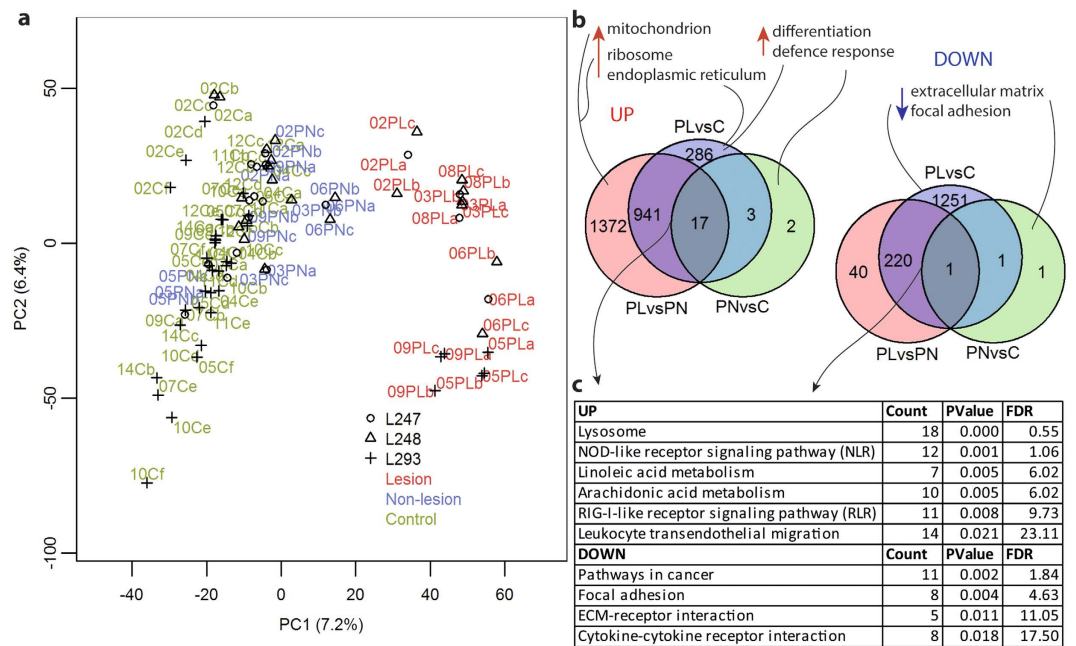 a
PC2 (6.4%)
50
0
-50
-100
-40
-20
0
20
40
60
PC1 (7.2%)
02Cb
02Cc
02Ca
02Cd
02Ce
02PNc
02PNb
12Cc
06PNb
06PNa
06PNc
09PNb
09PNc
03PNa
03PNc
10Cc
10Cb
04Ce
11Ce
09Ca
14Cc
05Cf
14Cb
07Ce
10Ce
10Cf
02PLc
02PLa
02PLb
08PLc
08PLb
03PLc
08PLa
06PLb
06PLa
06PLc
05PLa
09PLc
09PLa
05PLb
05PLc
09PLb
L247
L248
L293
Lesion
Non-lesion
Control
b
mitochondrion
ribosome
endoplasmic reticulum
differentiation
defence response
UP
PLvsC
286
1372
941
17
3
2
PLvsPN
PNvsC
DOWN
extracellular matrix
focal adhesion
PLvsC
1251
40
220
1
1
1
PLvsPN
PNvsC
c
UP Count PValue FDR
Lysosome 18 0.000 0.55
NOD-like receptor signaling pathway (NLR) 12 0.001 1.06
Linoleic acid metabolism 7 0.005 6.02
Arachidonic acid metabolism 10 0.005 6.02
RIG-I-like receptor signaling pathway (RLR) 11 0.008 9.73
Leukocyte transendothelial migration 14 0.021 23.11
DOWN Count PValue FDR
Pathways in cancer 11 0.002 1.84
Focal adhesion 8 0.004 4.63
ECM-receptor interaction 5 0.011 11.05
Cytokine-cytokine receptor interaction 8 0.018 17.50